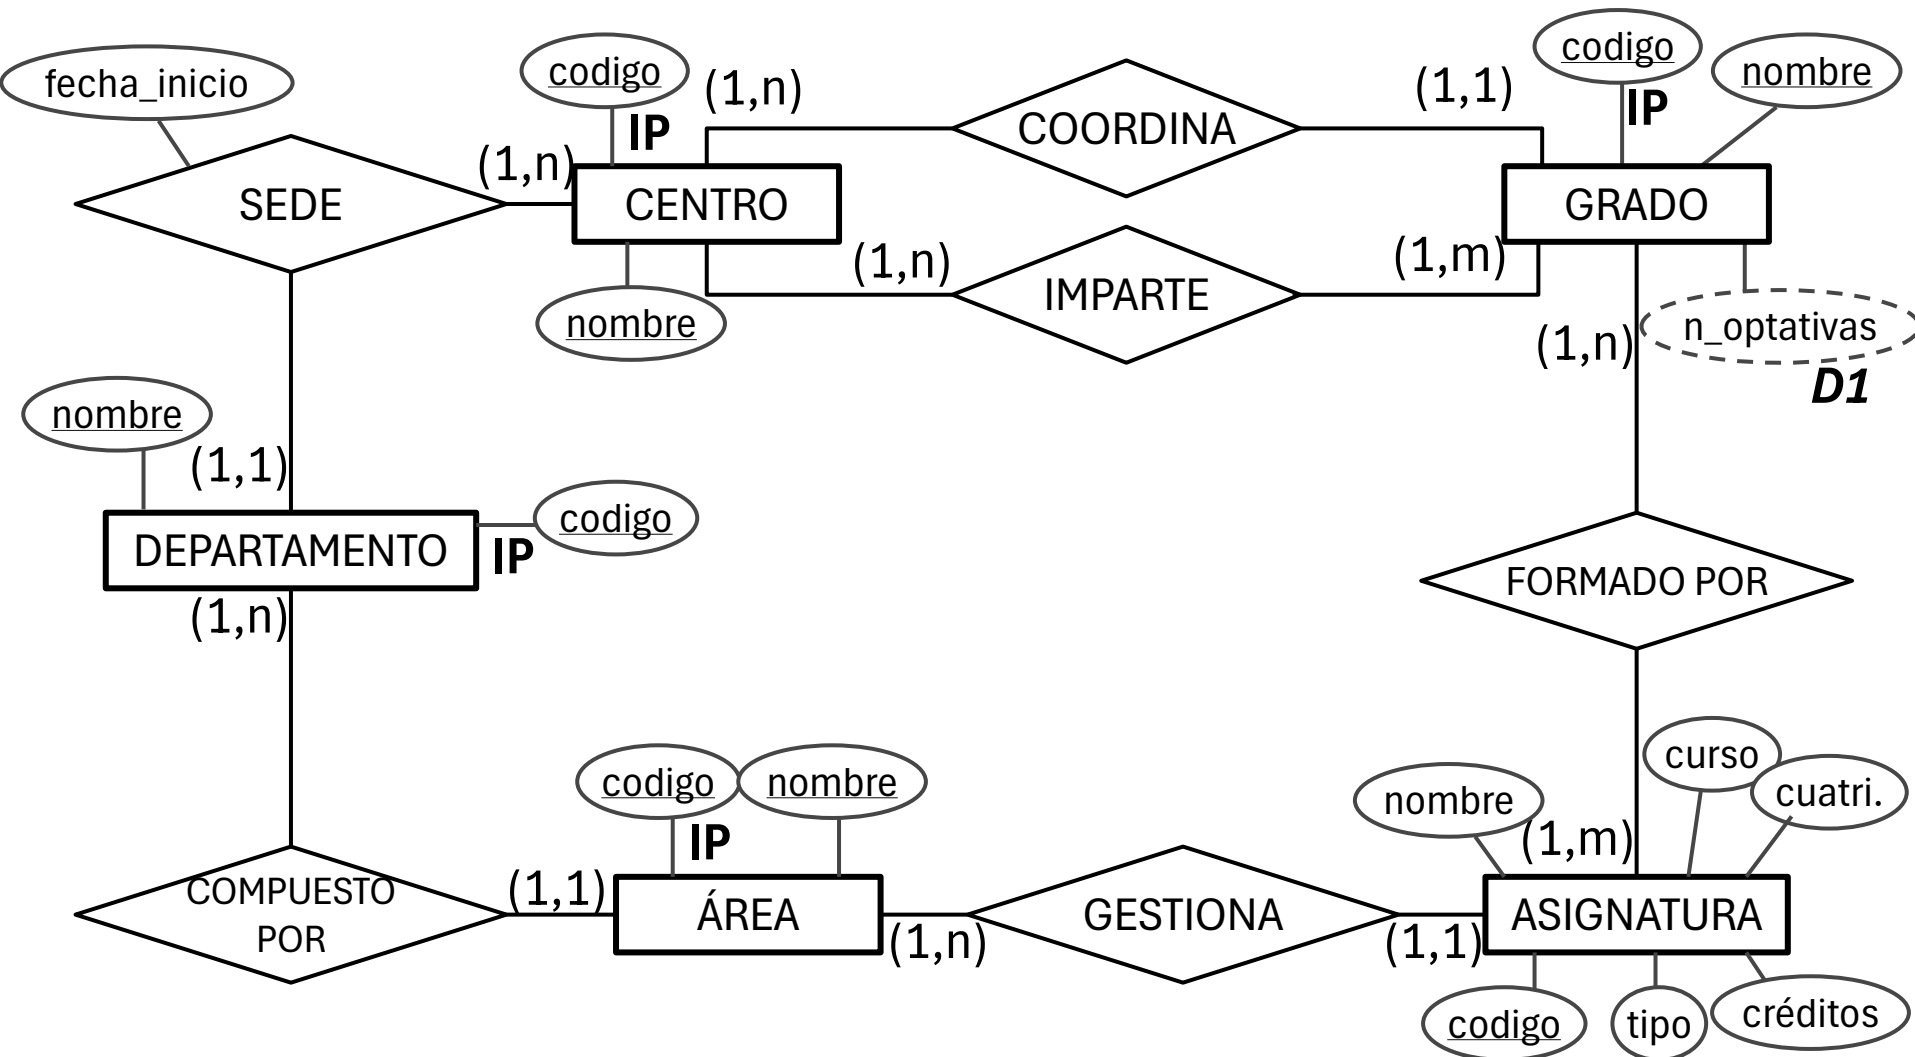 codigo
nombre
fecha_inicio
codigo
(1,n)
(1,1)
IP
IP
COORDINA
(1,n)
SEDE
CENTRO
GRADO
(1,n)
(1,m)
IMPARTE
nombre
n_optativas
(1,n)
D1
nombre
(1,1)
codigo
DEPARTAMENTO
IP
FORMADO POR
(1,n)
curso
codigo
nombre
nombre
cuatri.
IP
(1,m)
COMPUESTO
POR
(1,1)
ÁREA
GESTIONA
ASIGNATURA
(1,n)
(1,1)
codigo
tipo
créditos